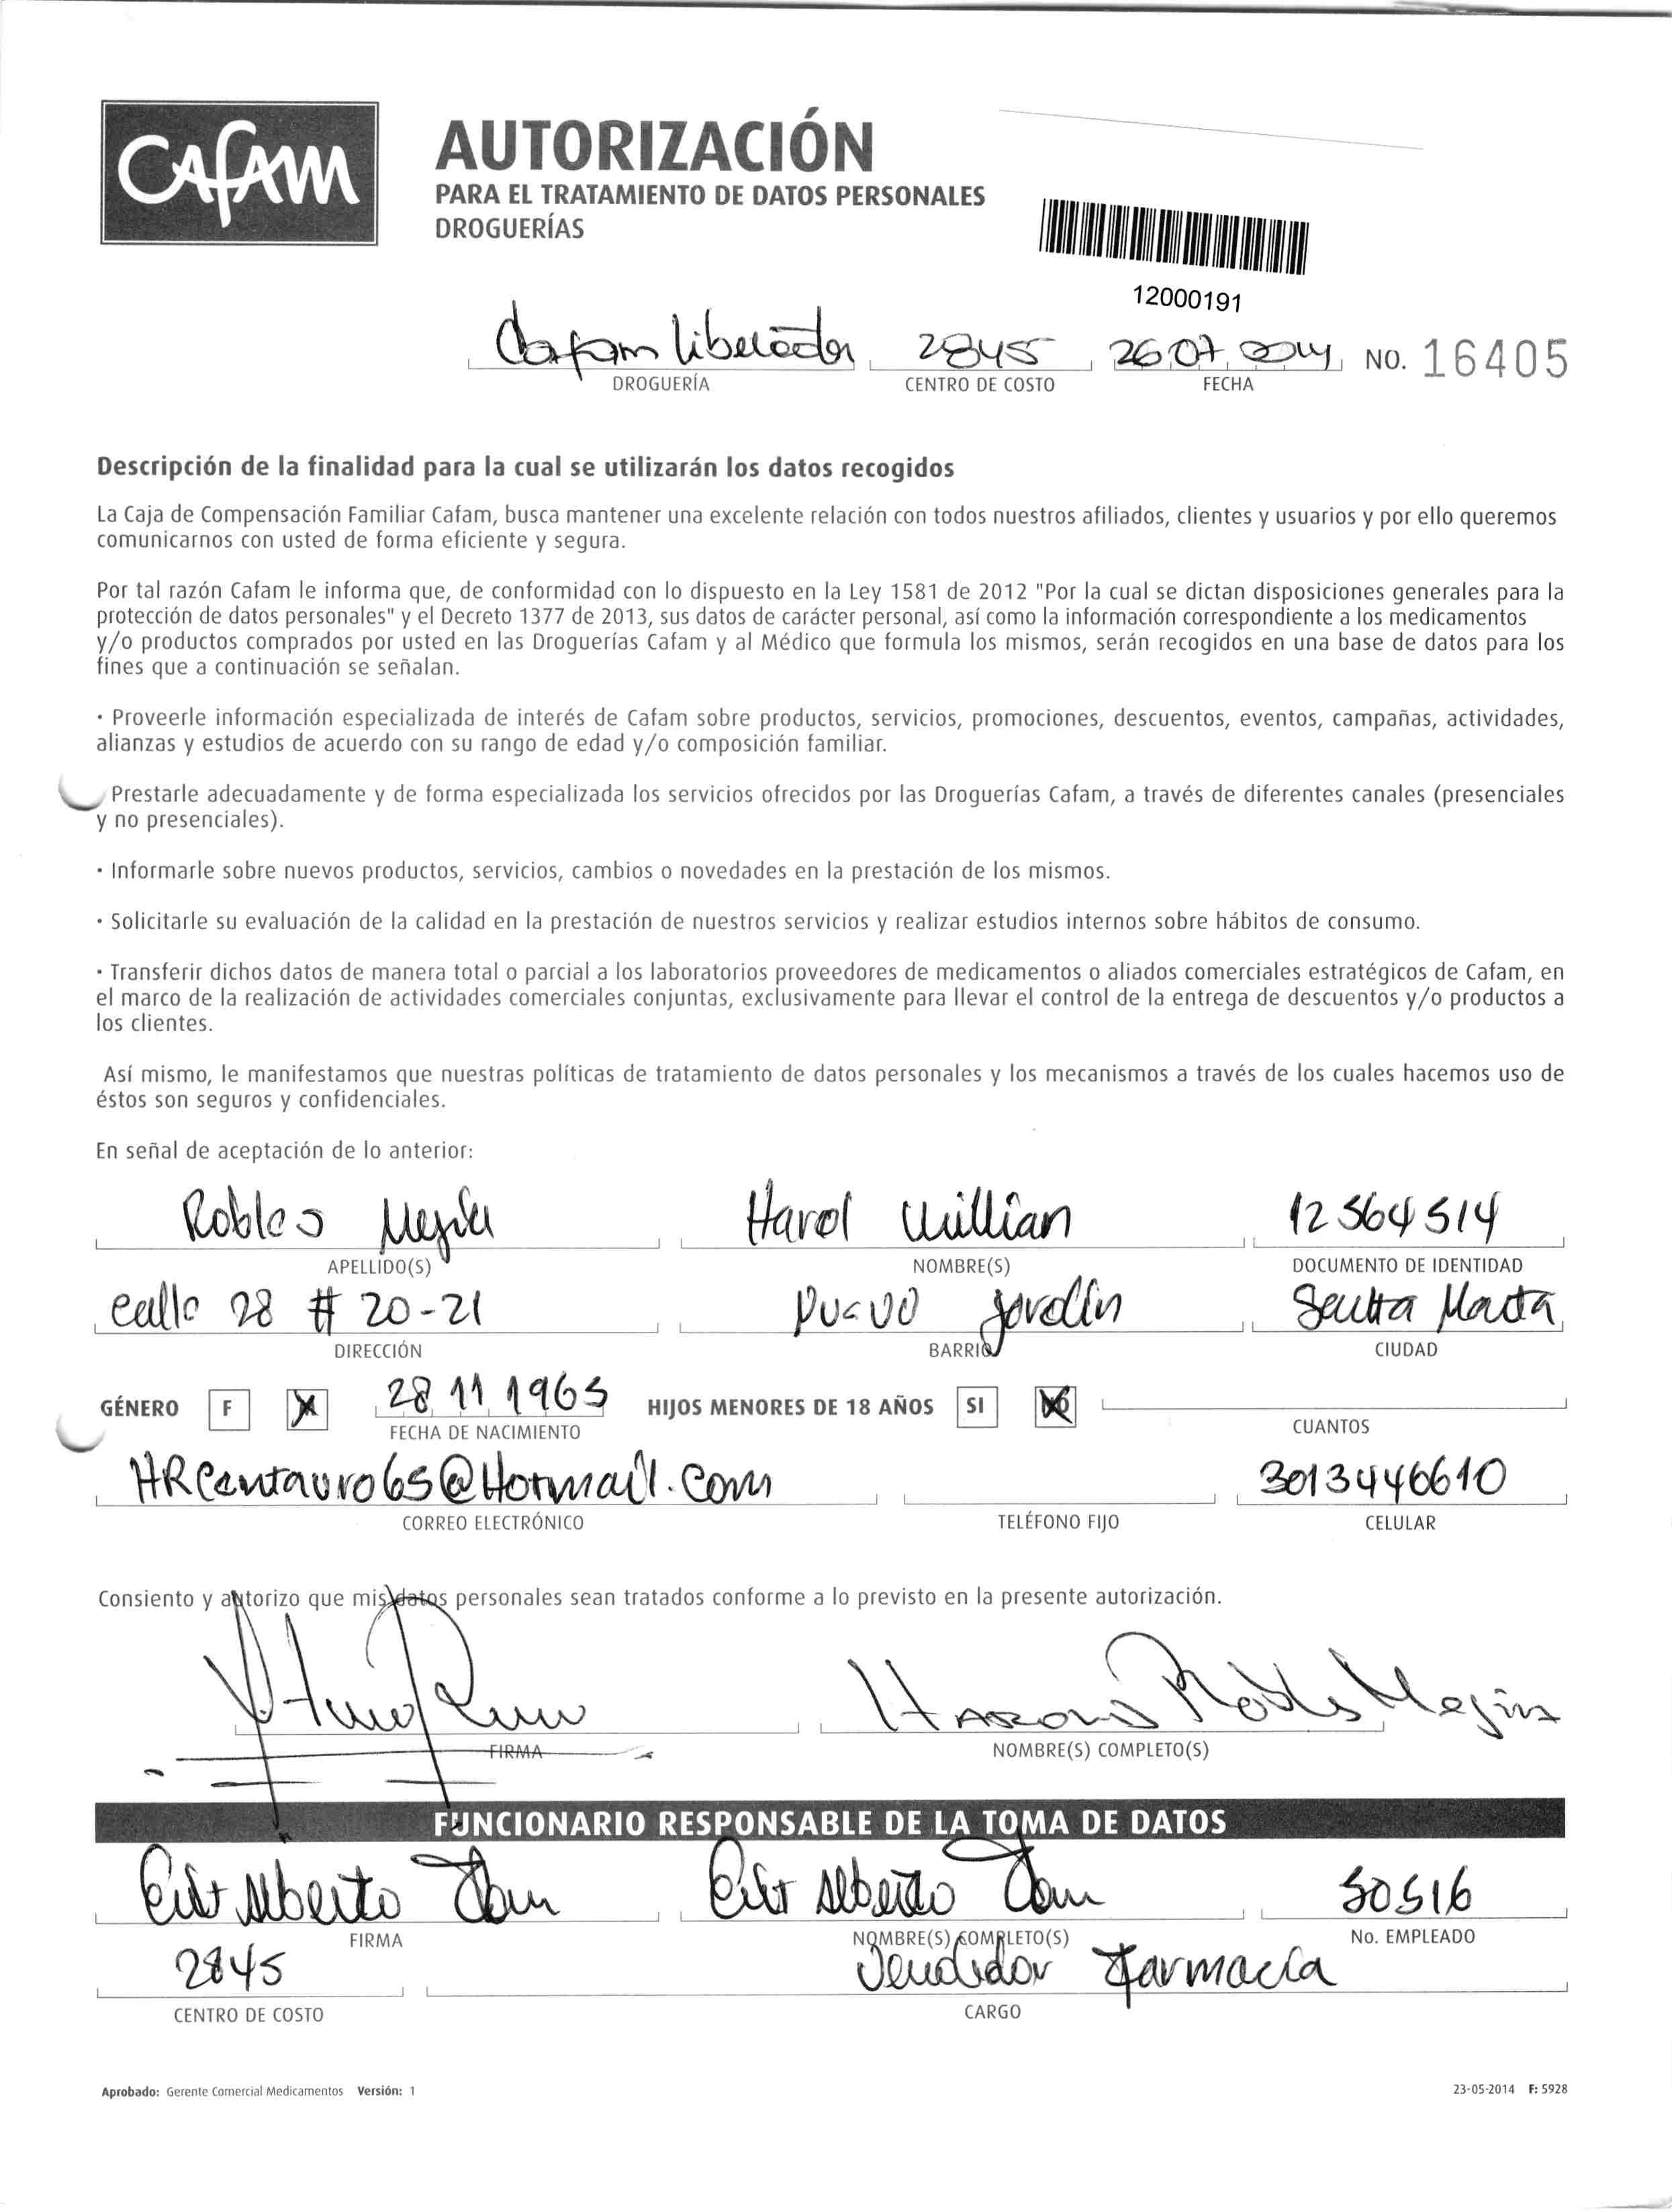 CAFAM
AUTORIZACIÓN
PARA EL TRATAMIENTO DE DATOS PERSONALES
DROGUERÍAS
12000191
Cafam liberador 2845 26 07 2014 NO. 16405
DROGUERÍA CENTRO DE COSTO FECHA
Descripción de la finalidad para la cual se utilizarán los datos recogidos
La Caja de Compensación Familiar Cafam, busca mantener una excelente relación con todos nuestros afiliados, clientes y usuarios y por ello queremos
comunicarnos con usted de forma eficiente y segura.
Por tal razón Cafam le informa que, de conformidad con lo dispuesto en la Ley 1581 de 2012 "Por la cual se dictan disposiciones generales para la
protección de datos personales" y el Decreto 1377 de 2013, sus datos de carácter personal, así como la información correspondiente a los medicamentos
y/o productos comprados por usted en las Droguerías Cafam y al Médico que formula los mismos, serán recogidos en una base de datos para los
fines que a continuación se señalan.
· Proveerle información especializada de interés de Cafam sobre productos, servicios, promociones, descuentos, eventos, campañas, actividades,
alianzas y estudios de acuerdo con su rango de edad y/o composición familiar.
Prestarle adecuadamente y de forma especializada los servicios ofrecidos por las Droguerías Cafam, a través de diferentes canales (presenciales
y no presenciales).
· Informarle sobre nuevos productos, servicios, cambios o novedades en la prestación de los mismos.
· Solicitarle su evaluación de la calidad en la prestación de nuestros servicios y realizar estudios internos sobre hábitos de consumo.
· Transferir dichos datos de manera total o parcial a los laboratorios proveedores de medicamentos o aliados comerciales estratégicos de Cafam, en
el marco de la realización de actividades comerciales conjuntas, exclusivamente para llevar el control de la entrega de descuentos y/o productos a
los clientes.
Así mismo, le manifestamos que nuestras políticas de tratamiento de datos personales y los mecanismos a través de los cuales hacemos uso de
éstos son seguros y confidenciales.
En señal de aceptación de lo anterior:
Robles Mejia Harol Willian 12564514
APELLIDO(S) NOMBRE(S) DOCUMENTO DE IDENTIDAD
Calle 28 # 20-21 Nuevo Jardin Santa Marta
DIRECCIÓN BARRIO CIUDAD
GÉNERO F 28 11 1965 HIJOS MENORES DE 18 AÑOS SI NO
FECHA DE NACIMIENTO CUANTOS
HRCentauro65@Hotmail.com 3013446610
CORREO ELECTRÓNICO TELÉFONO FIJO CELULAR
Consiento y autorizo que mis datos personales sean tratados conforme a lo previsto en la presente autorización.
Robles Mejia
FIRMA NOMBRE(S) COMPLETO(S)
FUNCIONARIO RESPONSABLE DE LA TOMA DE DATOS
Alberto Alberto 50516
FIRMA NOMBRE(S) COMPLETO(S) No. EMPLEADO
2845 Vendedor Farmacia
CENTRO DE COSTO CARGO
Aprobado: Gerente Comercial Medicamentos Versión: 1 23-05-2014 F: 5928